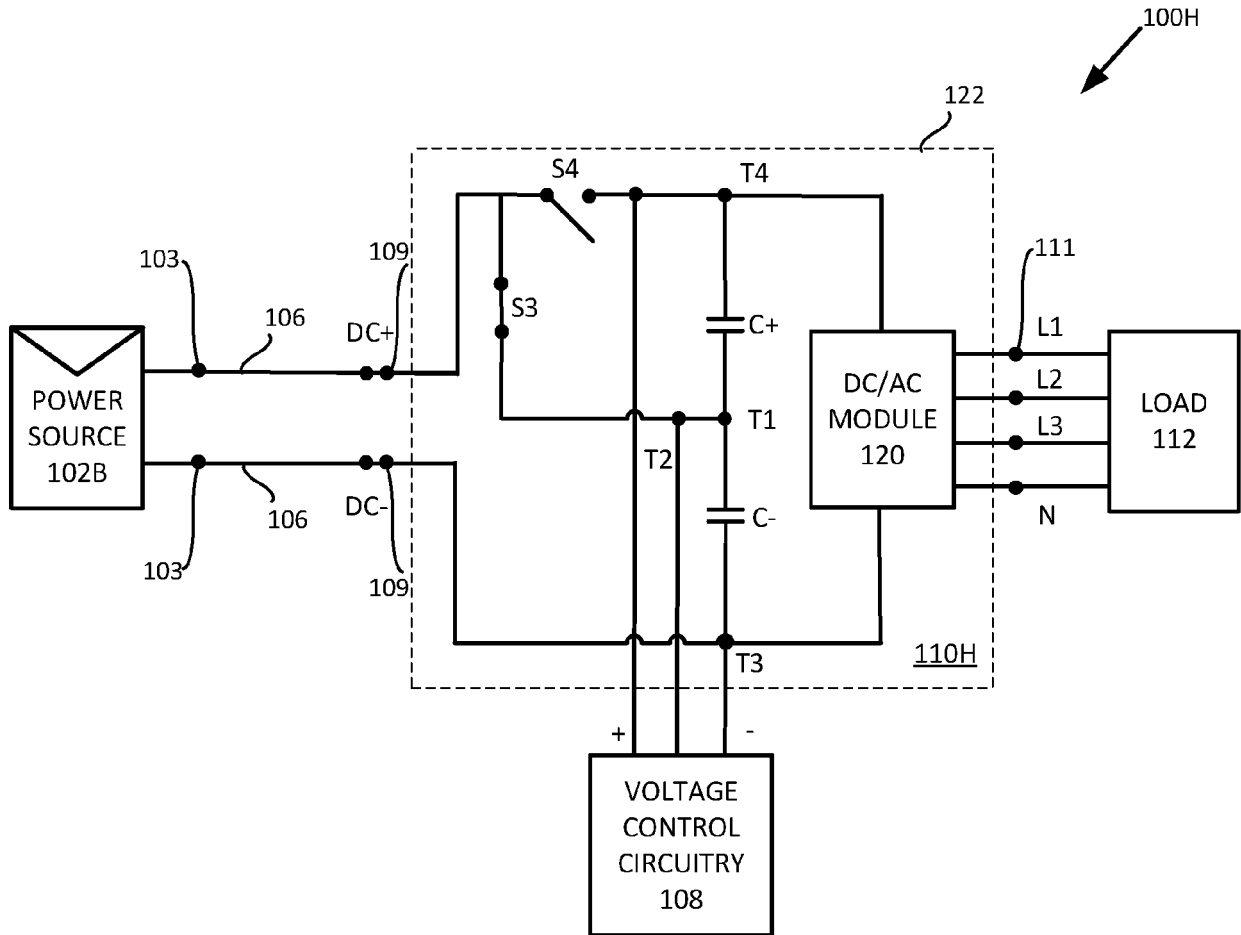 100H
122
S4
T4
109
103
111
S3
106
DC+
L1
C+
POWER
SOURCE
102B
DC/AC
MODULE
120
L2
LOAD
112
T1
L3
T2
106
DC-
C-
N
103
109
T3
110H
+
-
VOLTAGE
CONTROL
CIRCUITRY
108